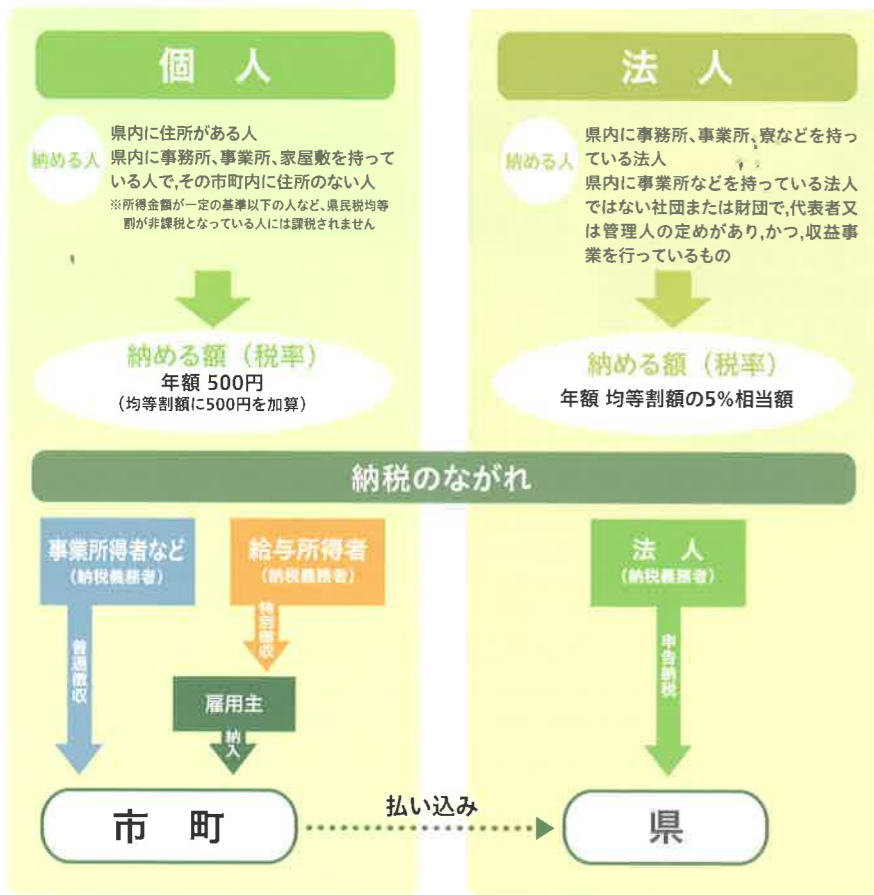 個 人
納める人
県内に住所がある人
県内に事務所、事業所、家屋敷を持って
いる人で,その市町内に住所のない人
※所得金額が一定の基準以下の人など、県民税均等
割が非課税となっている人には課税されません
納める額（税率）
年額 500円
（均等割額に500円を加算）
法 人
納める人
県内に事務所、事業所、寮などを持っ
ている法人
県内に事業所などを持っている法人
ではない社団または財団で,代表者又
は管理人の定めがあり,かつ,収益事
業を行っているもの
納める額（税率）
年額 均等割額の5%相当額
納税のながれ
事業所得者など
（納税義務者）
普通徴収
給与所得者
（納税義務者）
特別徴収
雇用主
納入
市 町
払い込み
法 人
（納税義務者）
申告納税
県